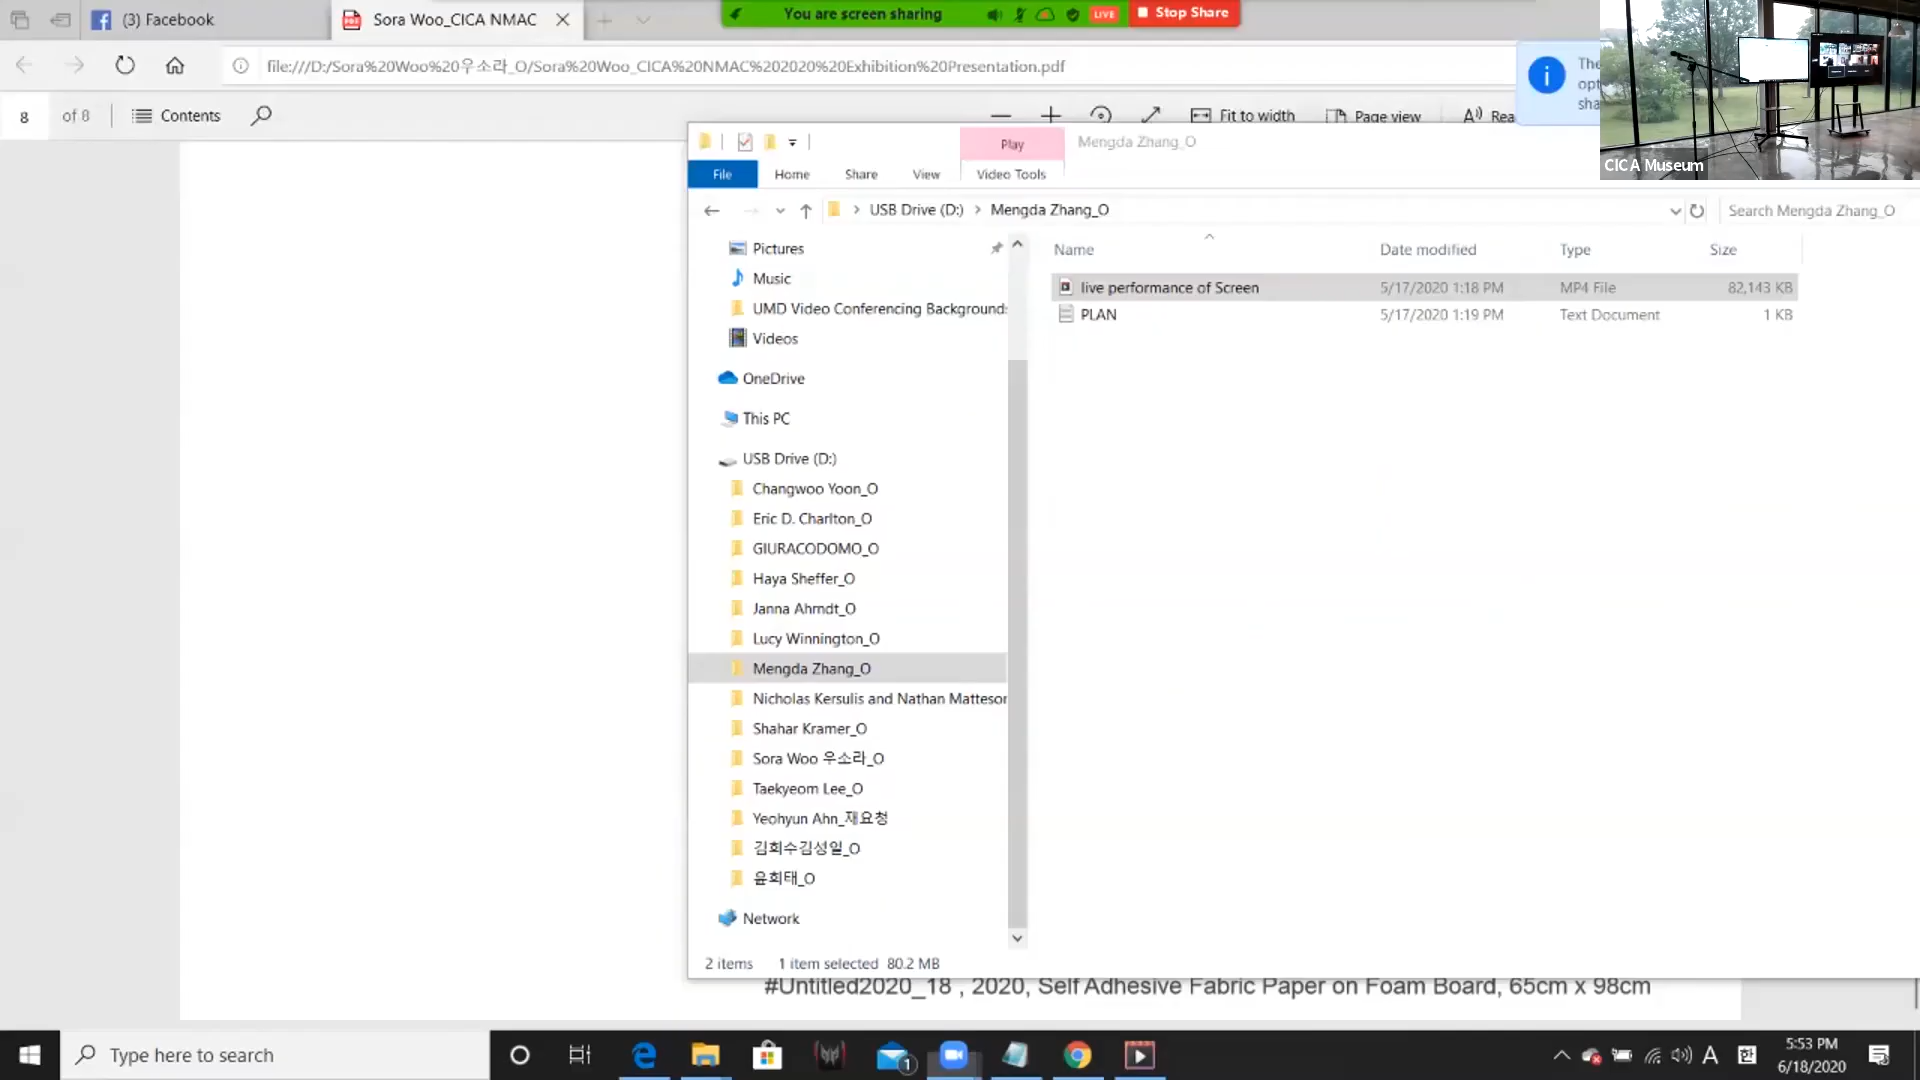 (3) Facebook
Sora Woo_CICA NMAC
You are screen sharing
LIVE
Stop Share
file:///D:/Sora%20Woo%20우소라_O/Sora%20Woo_CICA%20NMAC%202020%20Exhibition%20Presentation.pdf
The
opt
sha
CICA Museum
8 of 8
Contents
Fit to width
Page view
Rea
Play
Mengda Zhang_O
File
Home
Share
View
Video Tools
USB Drive (D:) > Mengda Zhang_O
Search Mengda Zhang_O
Name
Date modified
Type
Size
live performance of Screen
5/17/2020 1:18 PM
MP4 File
82,143 KB
PLAN
5/17/2020 1:19 PM
Text Document
1 KB
Pictures
Music
UMD Video Conferencing Background
Videos
OneDrive
This PC
USB Drive (D:)
Changwoo Yoon_O
Eric D. Charlton_O
GIURACODOMO_O
Haya Sheffer_O
Janna Ahrndt_O
Lucy Winnington_O
Mengda Zhang_O
Nicholas Kersulis and Nathan Matteson
Shahar Kramer_O
Sora Woo 우소라_O
Taekyeom Lee_O
Yeohyun Ahn_재요청
김희수김성일_O
윤희태_O
Network
2 items
1 item selected 80.2 MB
#Untitled2020_18 , 2020, Self Adhesive Fabric Paper on Foam Board, 65cm x 98cm
Type here to search
1
A
한
5:53 PM
6/18/2020